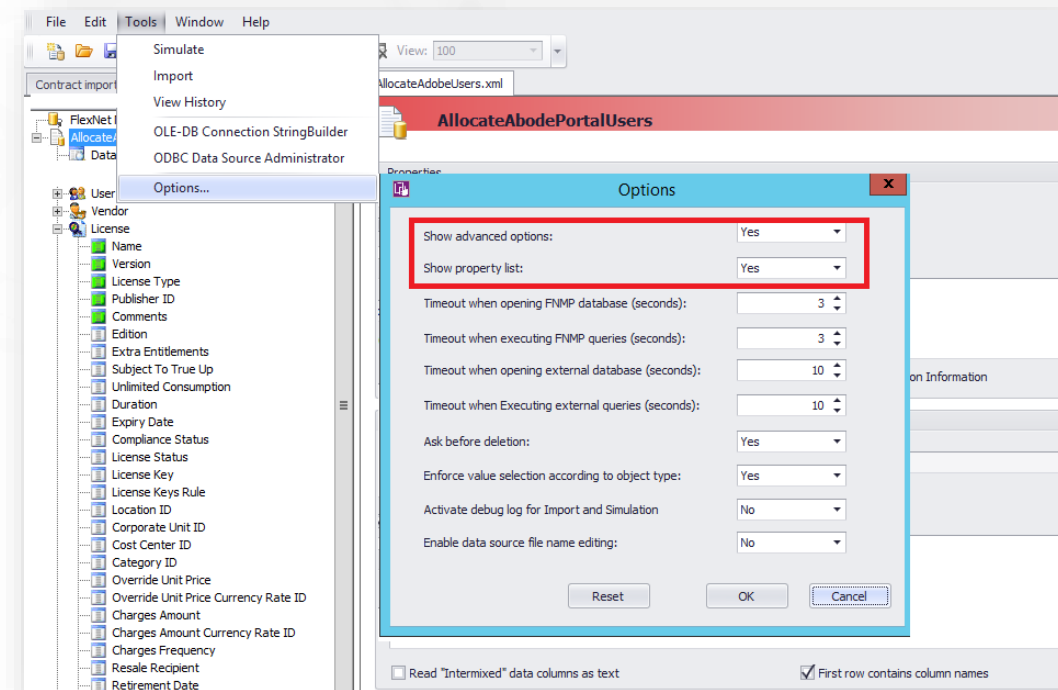 File Edit Tools Window Help
View: 100
Simulate
Import
View History
OLE-DB Connection StringBuilder
ODBC Data Source Administrator
Options...
Contract import
AllocateAdobeUsers.xml
FlexNet
Data
User
Vendor
License
Name
Version
License Type
Publisher ID
Comments
Edition
Extra Entitlements
Subject To True Up
Unlimited Consumption
Duration
Expiry Date
Compliance Status
License Status
License Key
License Keys Rule
Location ID
Corporate Unit ID
Cost Center ID
Category ID
Override Unit Price
Override Unit Price Currency Rate ID
Charges Amount
Charges Amount Currency Rate ID
Charges Frequency
Resale Recipient
Retirement Date
AllocateAbodePortalUsers
Properties
Options
x
Show advanced options: Yes
Show property list: Yes
Timeout when opening FNMP database (seconds): 3
Timeout when executing FNMP queries (seconds): 3
Timeout when opening external database (seconds): 10
Timeout when Executing external queries (seconds): 10
Ask before deletion: Yes
Enforce value selection according to object type: Yes
Activate debug log for Import and Simulation No
Enable data source file name editing: No
Reset OK Cancel
on Information
Read "Intermixed" data columns as text
First row contains column names